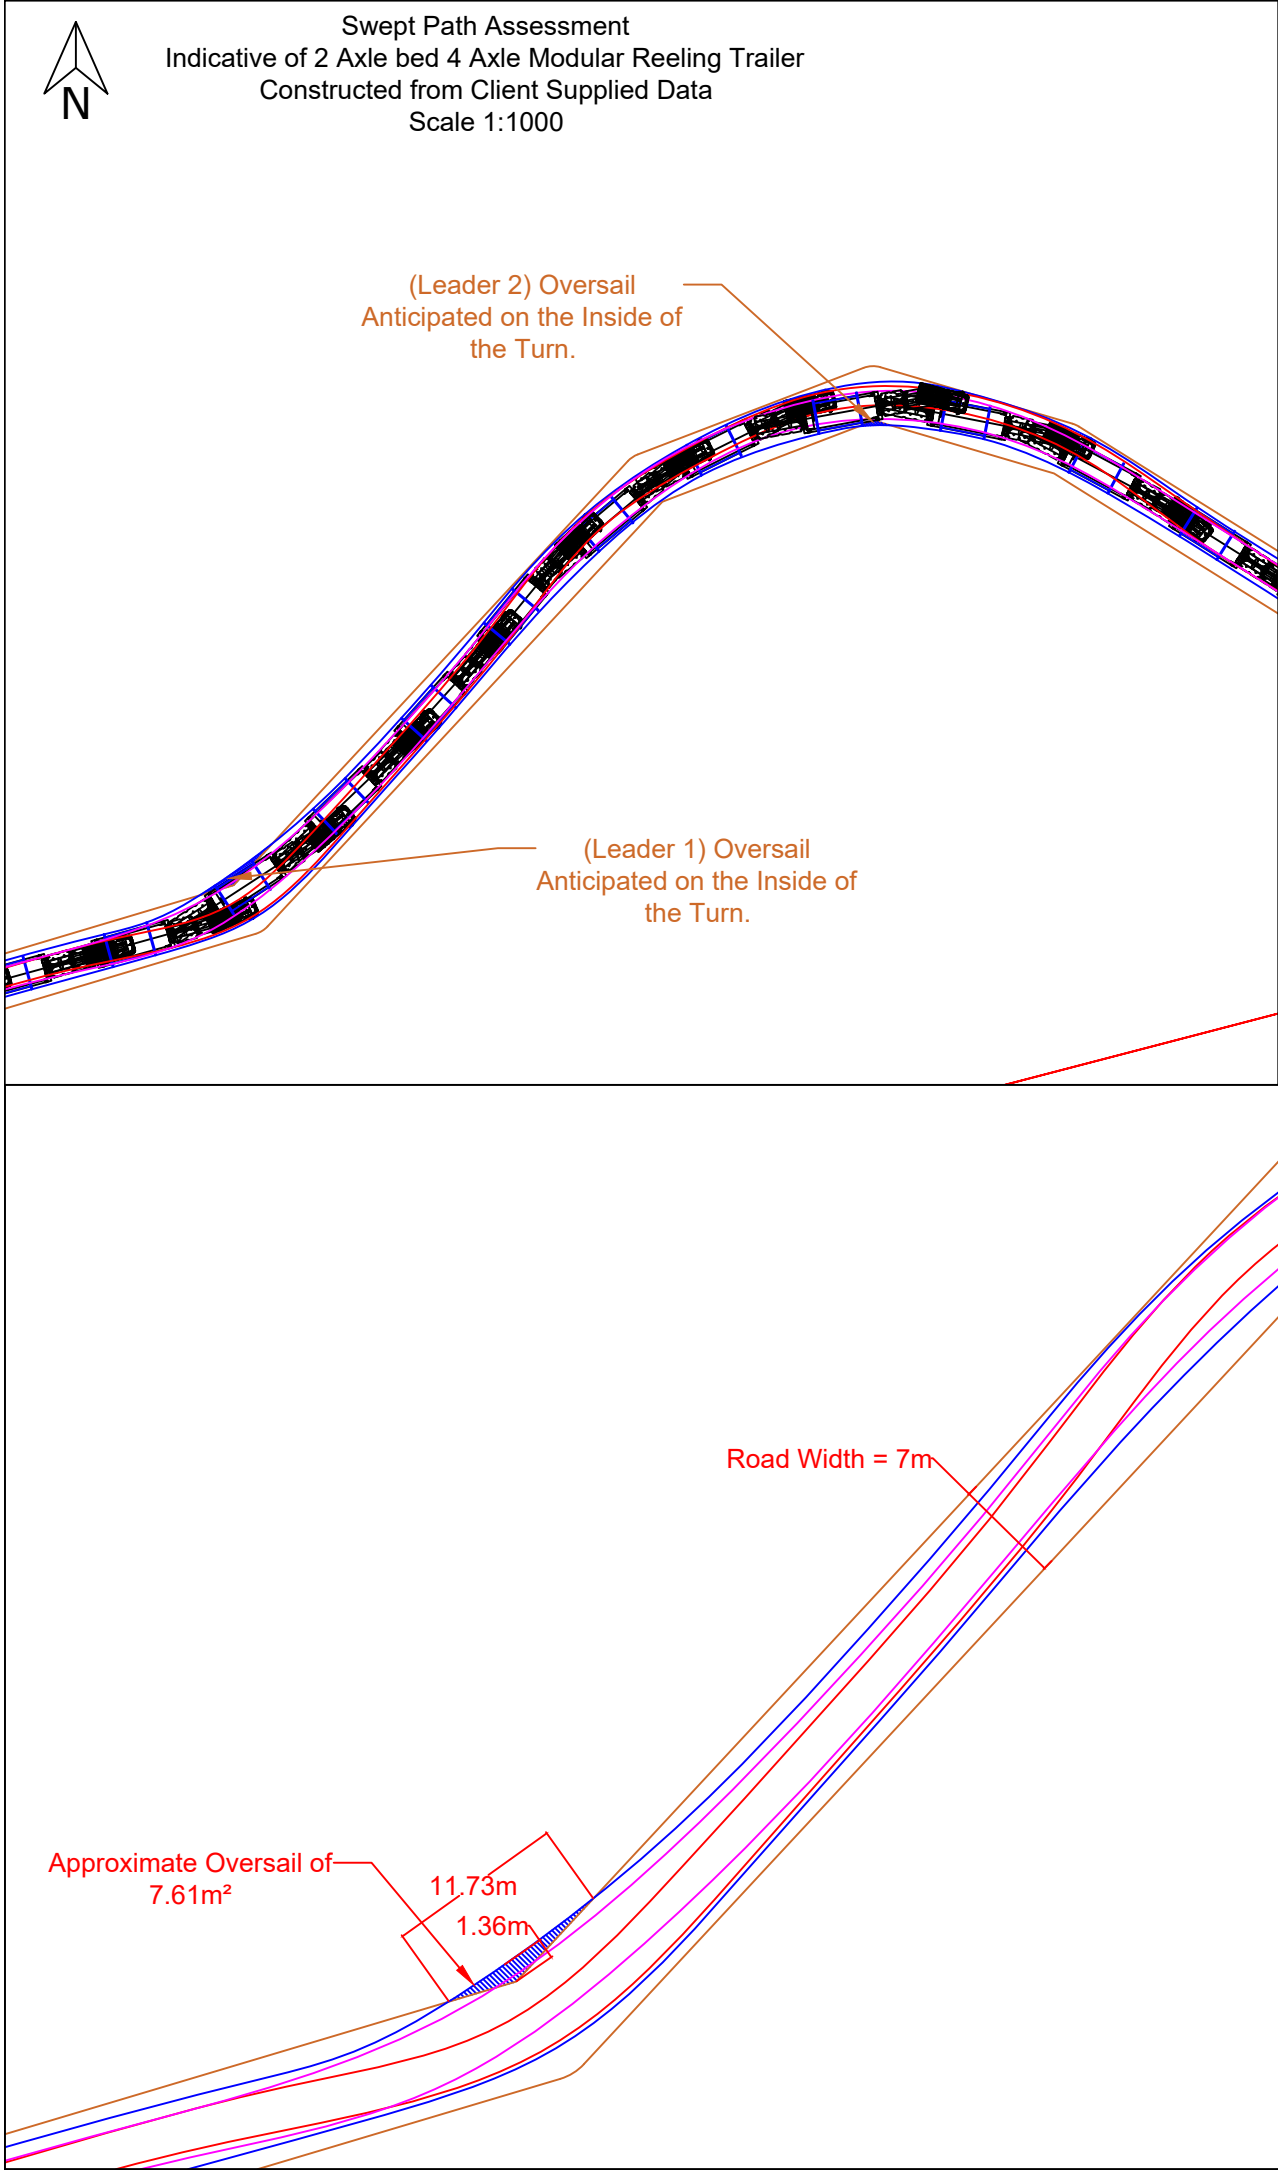 Swept Path Assessment
Indicative of 2 Axle bed 4 Axle Modular Reeling Trailer
Constructed from Client Supplied Data
Scale 1:1000
N
(Leader 2) Oversail
Anticipated on the Inside of
the Turn.
(Leader 1) Oversail
Anticipated on the Inside of
the Turn.
Road Width = 7m
Approximate Oversail of
7.61m²
11.73m
1.36m